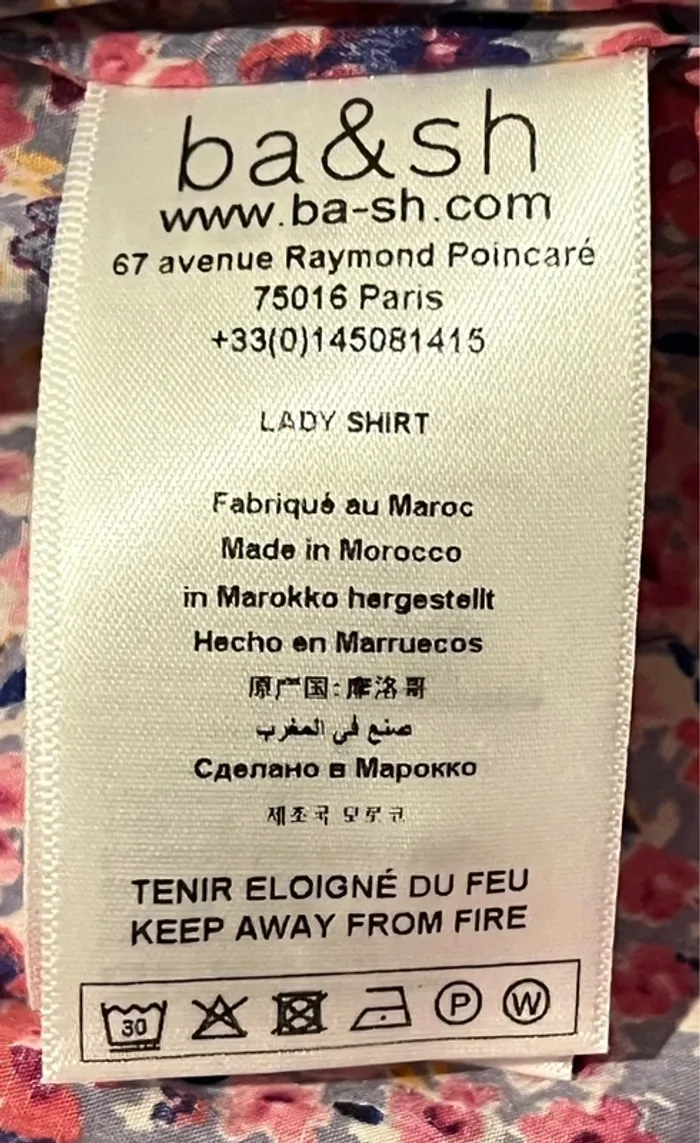 ba&sh
www.ba-sh.com
67 avenue Raymond Poincaré
75016 Paris
+33(0)145081415
LADY SHIRT
Fabriqué au Maroc
Made in Morocco
in Marokko hergestellt
Hecho en Marruecos
原产国:摩洛哥
صنع في المغرب
Сделано в Марокко
제조국 모로코
TENIR ELOIGNÉ DU FEU
KEEP AWAY FROM FIRE
30 P W